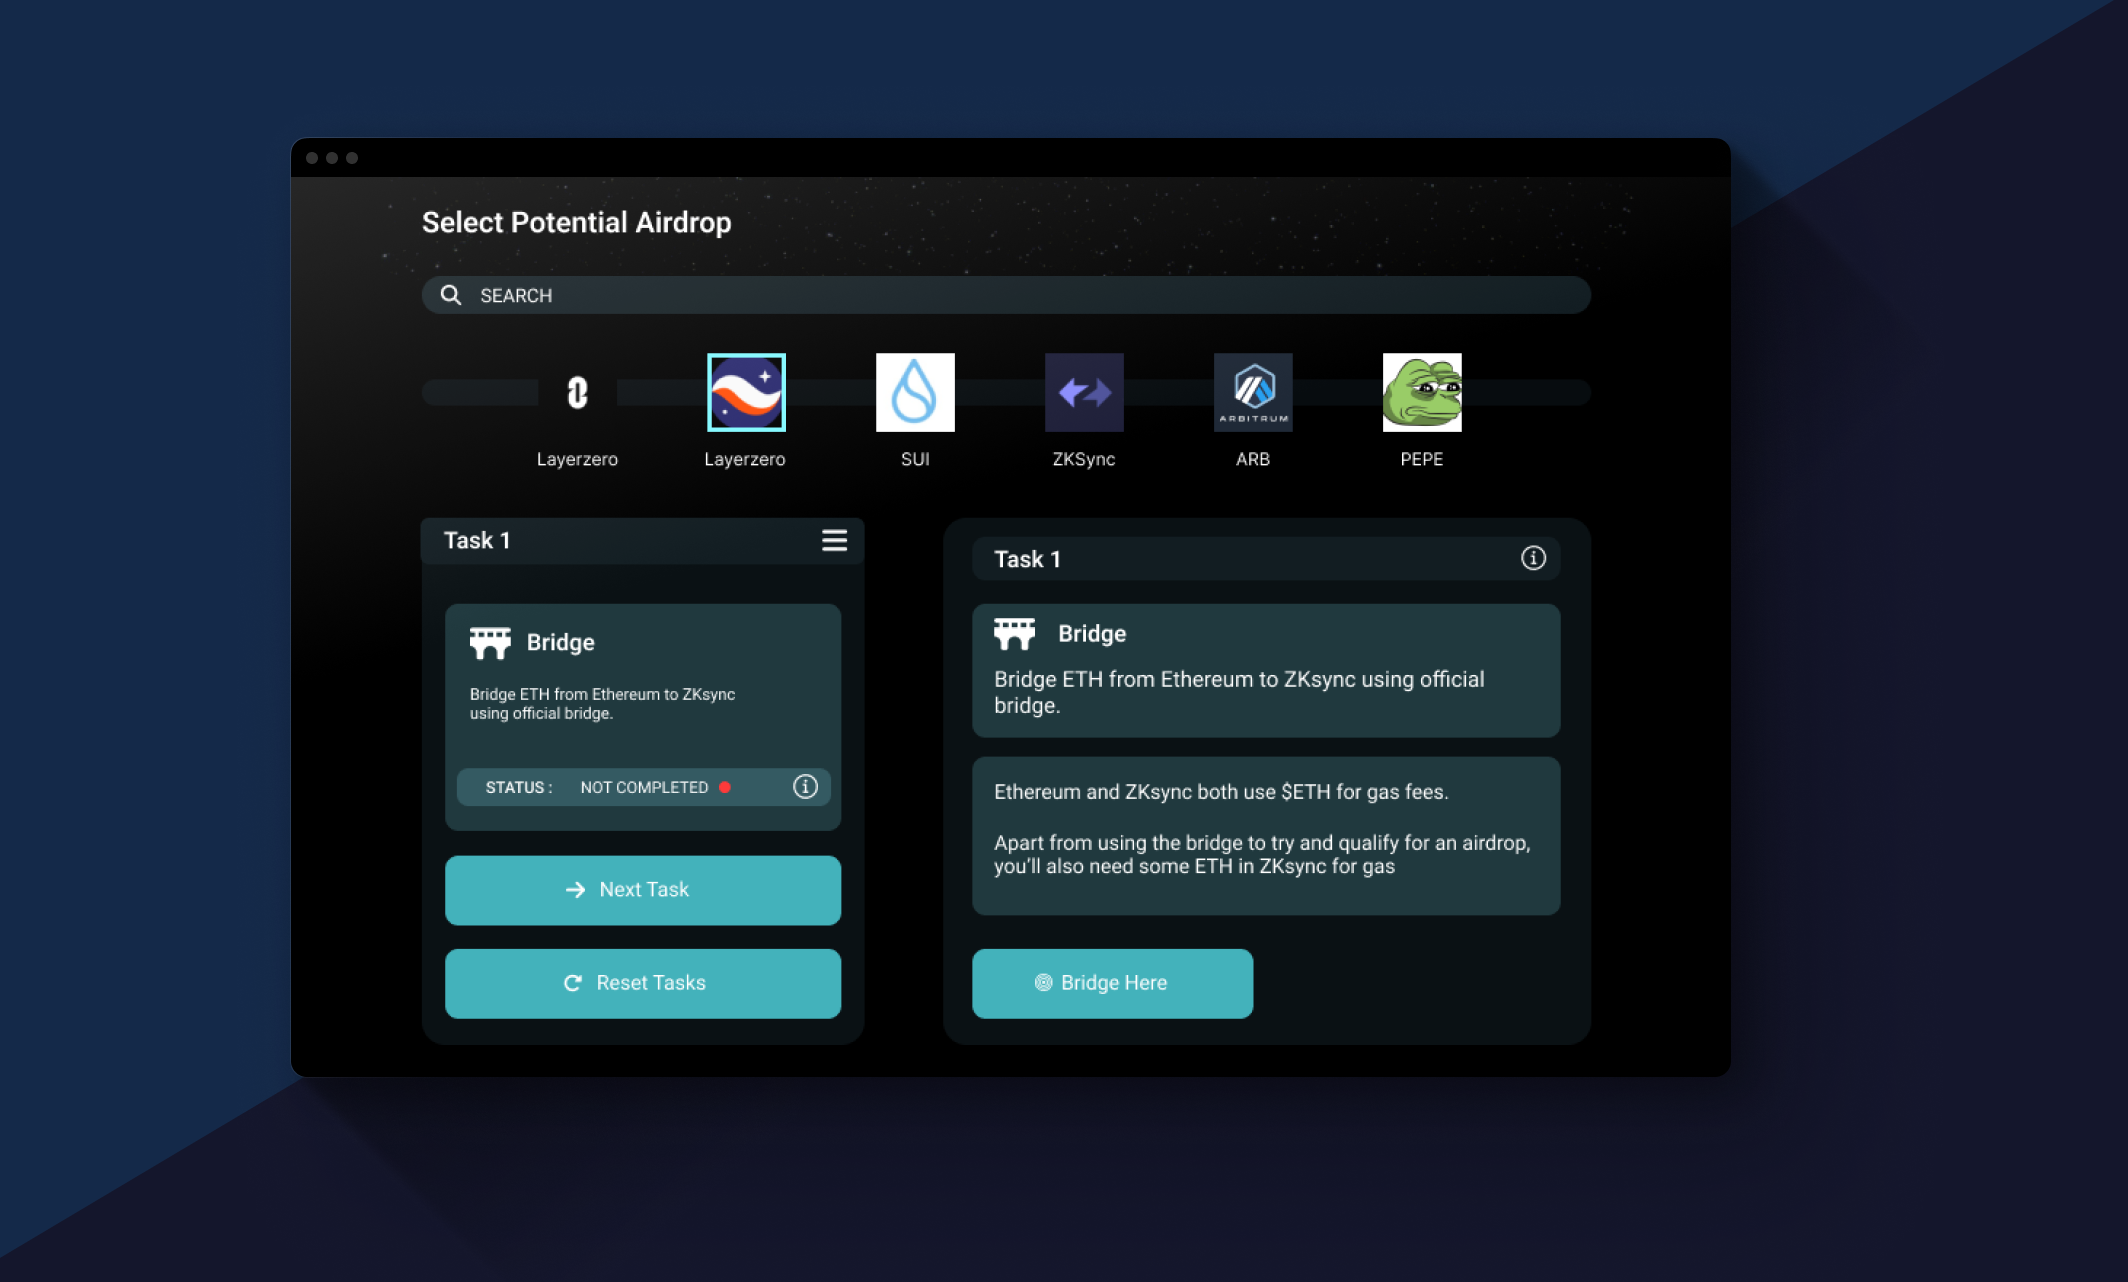 Select Potential Airdrop
SEARCH
ARBITRUM
Layerzero
Layerzero
SUI
ZKSync
ARB
PEPE
Task 1
Bridge
Bridge ETH from Ethereum to ZKsync
using official bridge.
STATUS : NOT COMPLETED
Next Task
Reset Tasks
Task 1
Bridge
Bridge ETH from Ethereum to ZKsync using official
bridge.
Ethereum and ZKsync both use $ETH for gas fees.
Apart from using the bridge to try and qualify for an airdrop,
you'll also need some ETH in ZKsync for gas
Bridge Here